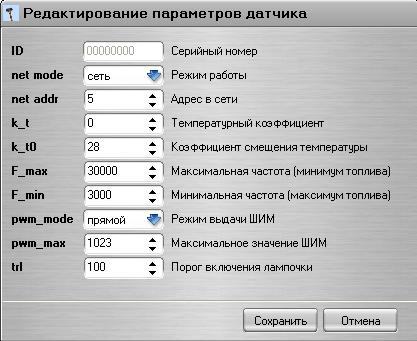 Редактирование параметров датчика
ID 00000000 Серийный номер
net mode сеть Режим работы
net addr 5 Адрес в сети
k_t 0 Температурный коэффициент
k_t0 28 Коэффициент смещения температуры
F_max 30000 Максимальная частота (минимум топлива)
F_min 3000 Минимальная частота (максимум топлива)
pwm_mode прямой Режим выдачи ШИМ
pwm_max 1023 Максимальное значение ШИМ
trl 100 Порог включения лампочки
Сохранить Отмена